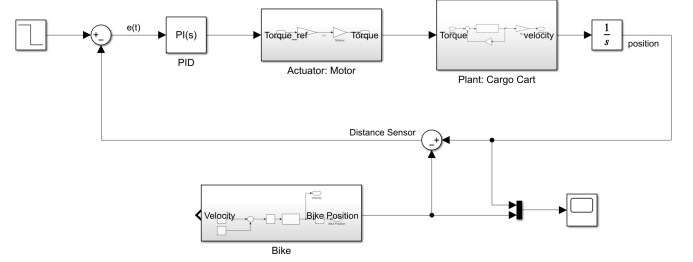 e(t)
PI(s)
PID
Torque_ref
Torque
Actuator: Motor
Torque
velocity
Plant: Cargo Cart
1
s
position
Distance Sensor
Velocity
Bike Position
Bike